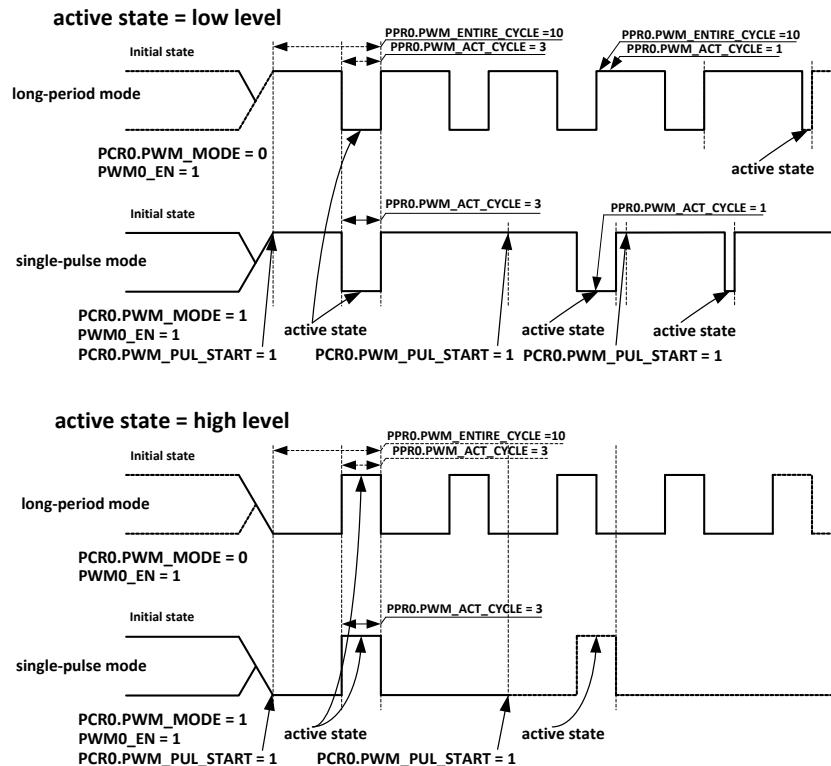 active state = low level
Initial state
PPR0.PWM_ENTIRE_CYCLE =10
PPR0.PWM_ACT_CYCLE = 3
PPR0.PWM_ENTIRE_CYCLE =10
PPR0.PWM_ACT_CYCLE = 1
long-period mode
PCR0.PWM_MODE = 0
PWM0_EN = 1
active state
Initial state
PPR0.PWM_ACT_CYCLE = 3
PPR0.PWM_ACT_CYCLE = 1
single-pulse mode
PCR0.PWM_MODE = 1
PWM0_EN = 1
PCR0.PWM_PUL_START = 1
active state
active state
active state
PCR0.PWM_PUL_START = 1
PCR0.PWM_PUL_START = 1
active state = high level
Initial state
PPR0.PWM_ENTIRE_CYCLE =10
PPR0.PWM_ACT_CYCLE = 3
long-period mode
PCR0.PWM_MODE = 0
PWM0_EN = 1
Initial state
PPR0.PWM_ACT_CYCLE = 3
single-pulse mode
PCR0.PWM_MODE = 1
PWM0_EN = 1
PCR0.PWM_PUL_START = 1
active state
active state
PCR0.PWM_PUL_START = 1